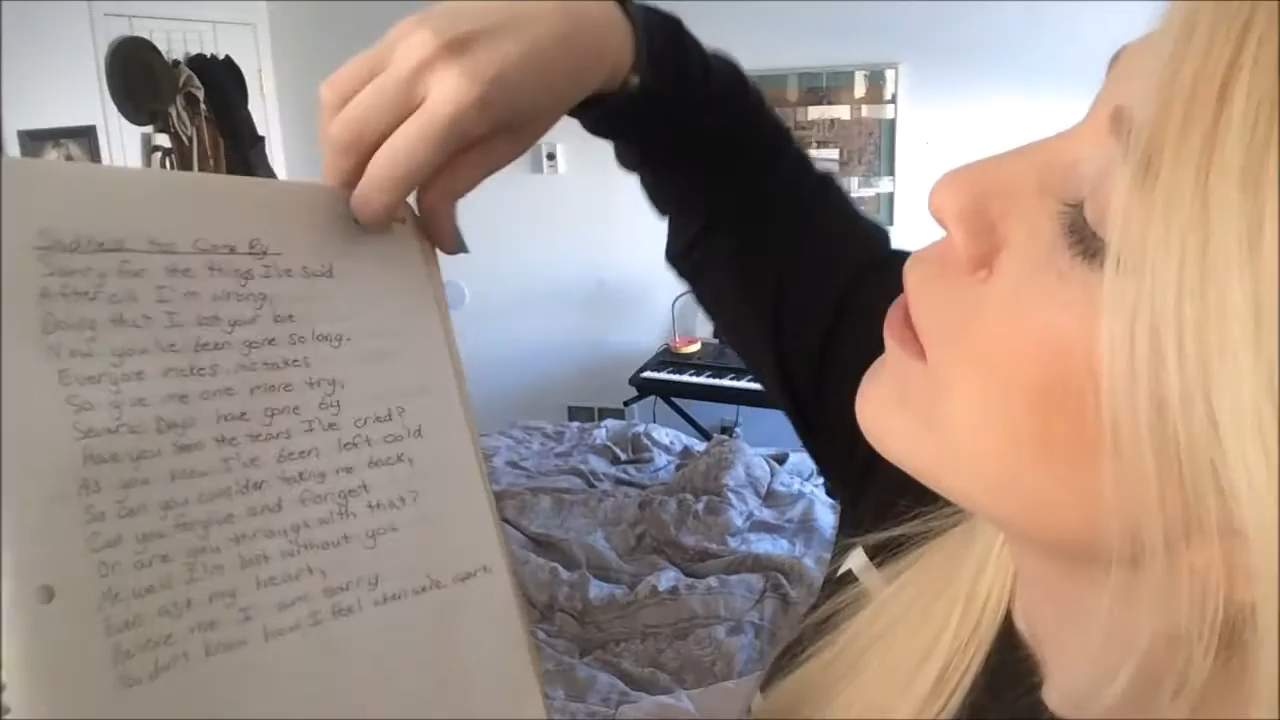 Come By
Sorry for the things I've said
After all I'm wrong,
Doing that I lost your love
Now you've been gone so long.
Everyone makes mistakes
So give me one more try,
Days have gone by
Have you seen the tears I've cried?
As you know I've been left cold
So can you consider taking me back,
Can you forgive and forget
Or are you through with that?
Me, well I'm lost without you
Even ask my heart,
Believe me I am sorry
You don't know how I feel when we're apart.